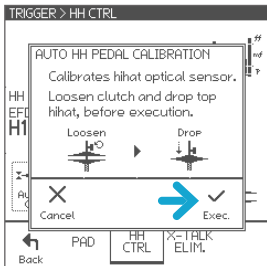 TRIGGER > HH CTRL
AUTO HH PEDAL CALIBRATION
Calibrates hihat optical sensor.
Loosen clutch and drop top
hihat, before execution.
HH
H1
Loosen
Drop
Cancel
Exec.
Back
PAD
HH
CTRL
X-TALK
ELIM.